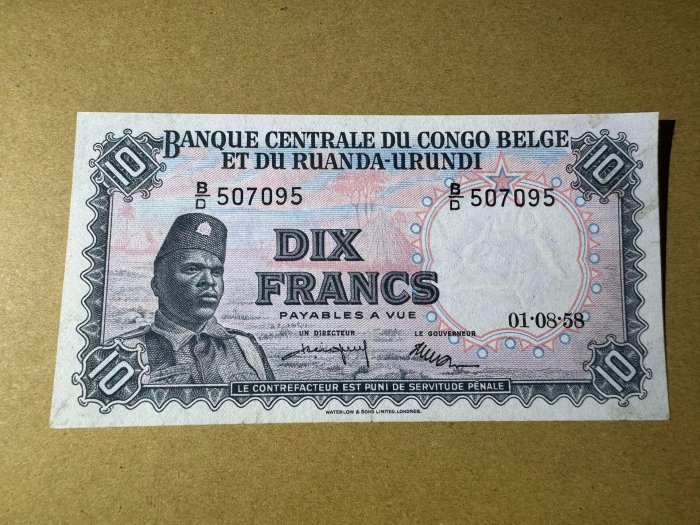 BANQUE CENTRALE DU CONGO BELGE
ET DU RUANDA-URUNDI
10
10
B/D 507095
B/D 507095
DIX
FRANCS
PAYABLES A VUE
UN DIRECTEUR
LE GOUVERNEUR
01·08·58
10
10
LE CONTREFACTEUR EST PUNI DE SERVITUDE PÉNALE
WATERLOW & SONS LIMITED, LONDRES.